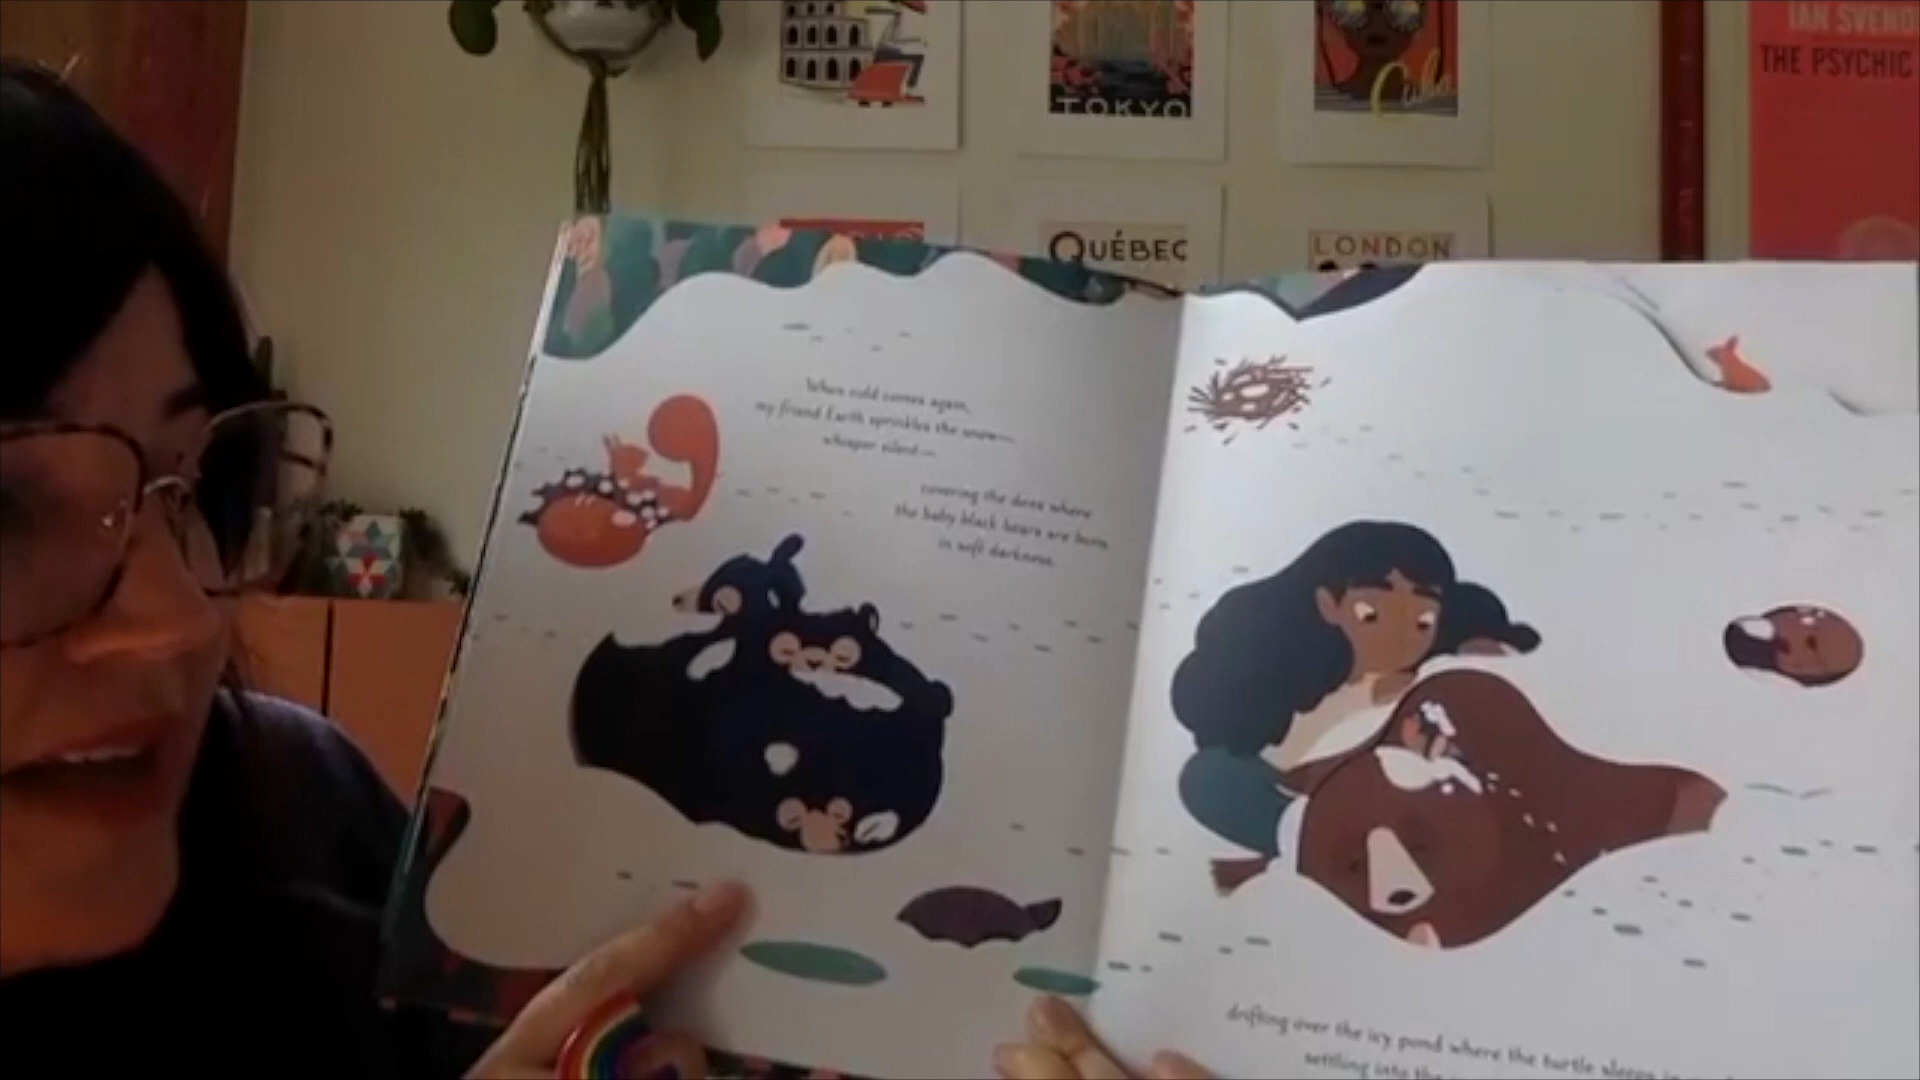 IAN SVENO
THE PSYCHIC
TOKYO
Cuba
QUÉBEC
LONDON
When cold comes again,
my friend Earth sprinkles the snow—
whisper silent—
covering the dens where
the baby black bears are born
in soft darkness.
drifting over the icy pond where the turtle sleeps
settling into the